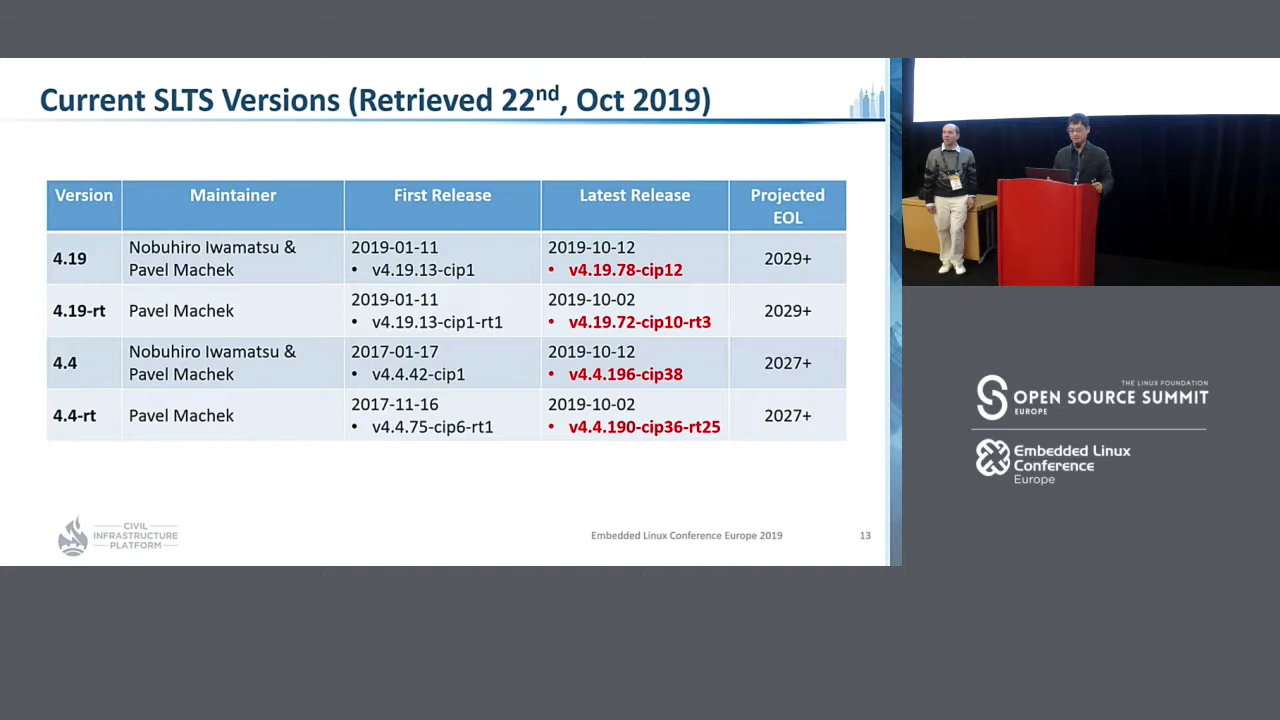 Current SLTS Versions (Retrieved 22nd, Oct 2019)
Version Maintainer First Release Latest Release Projected EOL
4.19 Nobuhiro Iwamatsu & Pavel Machek 2019-01-11 • v4.19.13-cip1 2019-10-12 • v4.19.78-cip12 2029+
4.19-rt Pavel Machek 2019-01-11 • v4.19.13-cip1-rt1 2019-10-02 • v4.19.72-cip10-rt3 2029+
4.4 Nobuhiro Iwamatsu & Pavel Machek 2017-01-17 • v4.4.42-cip1 2019-10-12 • v4.4.196-cip38 2027+
4.4-rt Pavel Machek 2017-11-16 • v4.4.75-cip6-rt1 2019-10-02 • v4.4.190-cip36-rt25 2027+
CIVIL
INFRASTRUCTURE
PLATFORM
Embedded Linux Conference Europe 2019 13
THE LINUX FOUNDATION
OPEN SOURCE SUMMIT
EUROPE
Embedded Linux
Conference
Europe